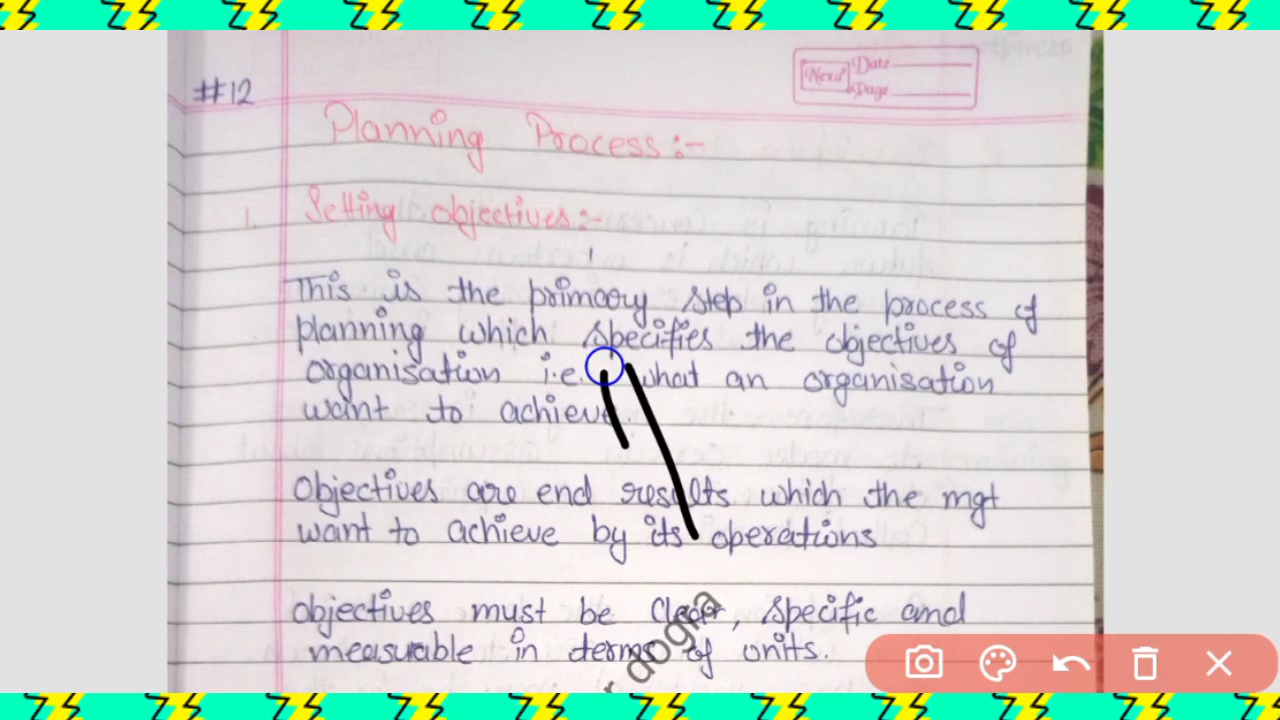 #12
Next Date
Page
Planning Process:-
1. Setting objectives:-
This is the primary step in the process of
planning which specifies the objectives of
organisation i.e. what an organisation
want to achieve.
Objectives are end results which the mgt
want to achieve by its operations
objectives must be clear, specific and
measurable in terms of units.
dogra